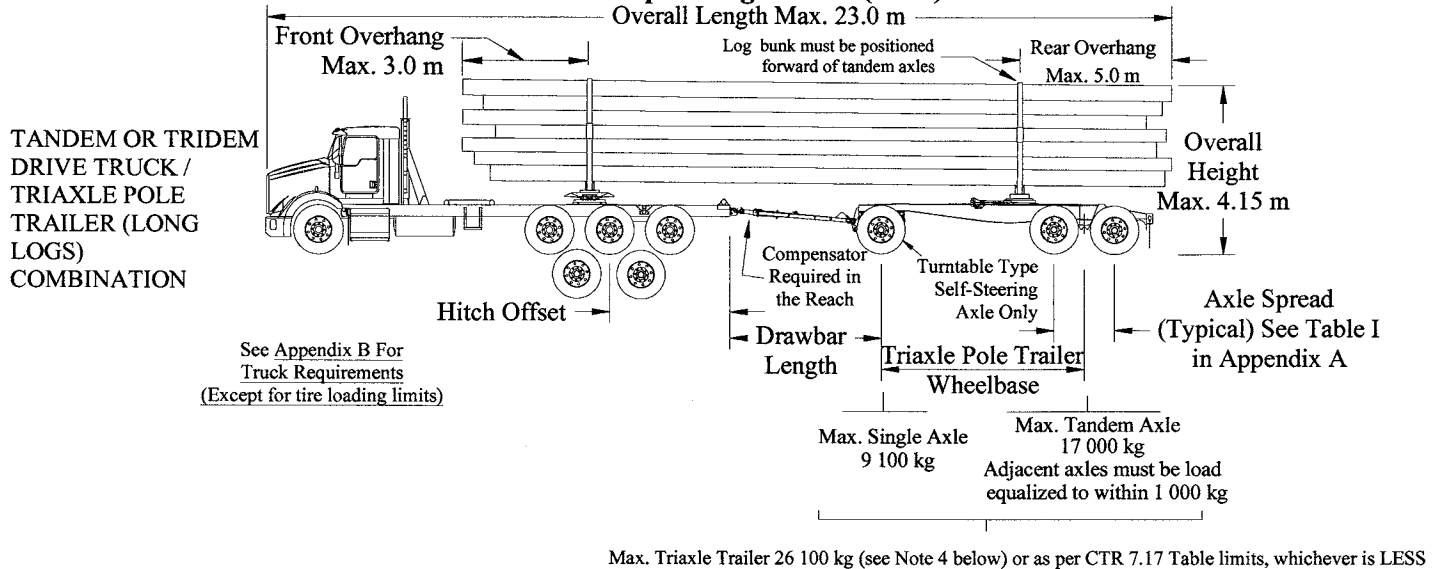 Overall Length Max. 23.0 m
Front Overhang
Max. 3.0 m
Log bunk must be positioned
forward of tandem axles
Rear Overhang
Max. 5.0 m
TANDEM OR TRIDEM
DRIVE TRUCK /
TRIAXLE POLE
TRAILER (LONG
LOGS)
COMBINATION
Overall
Height
Max. 4.15 m
Compensator
Required in
the Reach
Turntable Type
Self-Steering
Axle Only
Hitch Offset
Drawbar
Length
Axle Spread
(Typical) See Table I
in Appendix A
See Appendix B For
Truck Requirements
(Except for tire loading limits)
Triaxle Pole Trailer
Wheelbase
Max. Single Axle
9 100 kg
Max. Tandem Axle
17 000 kg
Adjacent axles must be load
equalized to within 1 000 kg
Max. Triaxle Trailer 26 100 kg (see Note 4 below) or as per CTR 7.17 Table limits, whichever is LESS